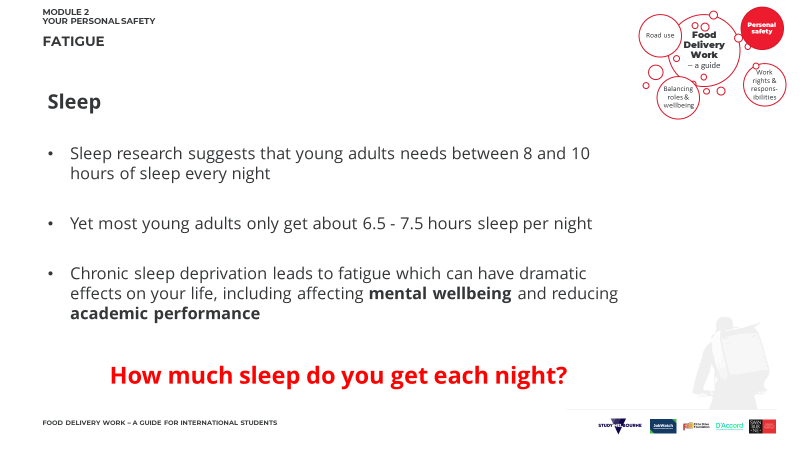 MODULE 2
YOUR PERSONAL SAFETY
FATIGUE
Road use
Food
Delivery
Work
– a guide
Personal
safety
Work
rights &
respons-
ibilities
Balancing
roles &
wellbeing
Sleep
• Sleep research suggests that young adults needs between 8 and 10
hours of sleep every night
• Yet most young adults only get about 6.5 - 7.5 hours sleep per night
• Chronic sleep deprivation leads to fatigue which can have dramatic
effects on your life, including affecting mental wellbeing and reducing
academic performance
How much sleep do you get each night?
FOOD DELIVERY WORK – A GUIDE FOR INTERNATIONAL STUDENTS
STUDY MELBOURNE
JobWatch
D'Accord
SWIN
BUR
NE